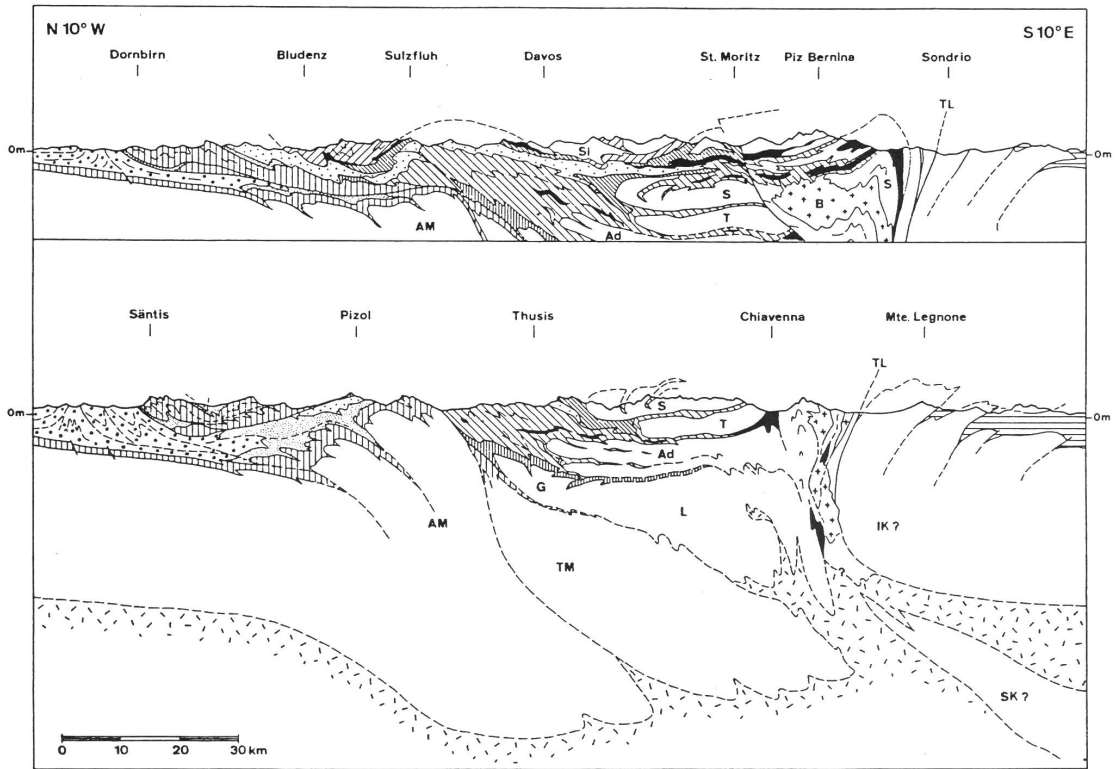 N 10° W S 10° E
Dornbirn Bludenz Sulzfluh Davos St. Moritz Piz Bernina Sondrio
TL
0m 0m
SI
S
S
B
T
AM
Ad
Säntis Pizol Thusis Chiavenna Mte. Legnone
TL
0m 0m
S
T
Ad
G
L
AM
IK ?
TM
?
SK ?
0 10 20 30 km